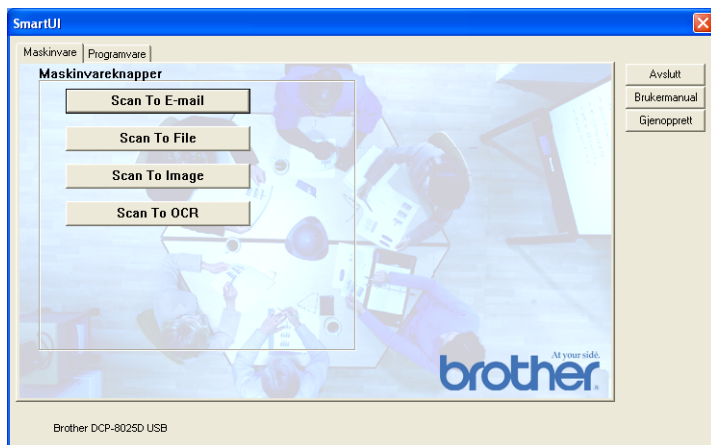 SmartUI
Maskinvare
Programvare
Maskinvareknapper
Avslutt
Scan To E-mail
Brukermanual
Gjenopprett
Scan To File
Scan To Image
Scan To OCR
At your side.
brother
Brother DCP-8025D USB